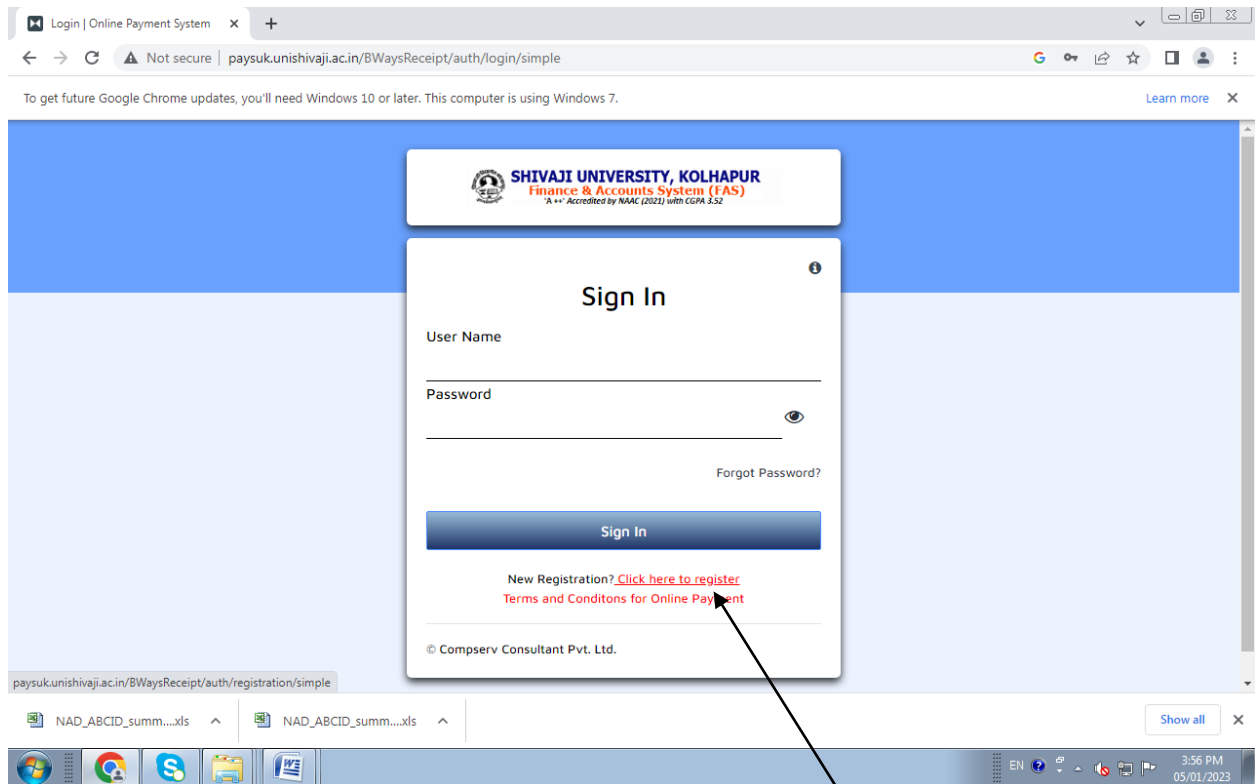 Login | Online Payment System
Not secure | paysuk.unishivaji.ac.in/BWaysReceipt/auth/login/simple
To get future Google Chrome updates, you'll need Windows 10 or later. This computer is using Windows 7.
Learn more
SHIVAJI UNIVERSITY, KOLHAPUR
Finance & Accounts System (FAS)
'A ++' Accredited by NAAC (2021) with CGPA 3.52
Sign In
User Name
Password
Forgot Password?
Sign In
New Registration? Click here to register
Terms and Conditons for Online Payment
© Compserv Consultant Pvt. Ltd.
paysuk.unishivaji.ac.in/BWaysReceipt/auth/registration/simple
NAD_ABCID_summ....xls
NAD_ABCID_summ....xls
Show all
EN
3:56 PM
05/01/2023